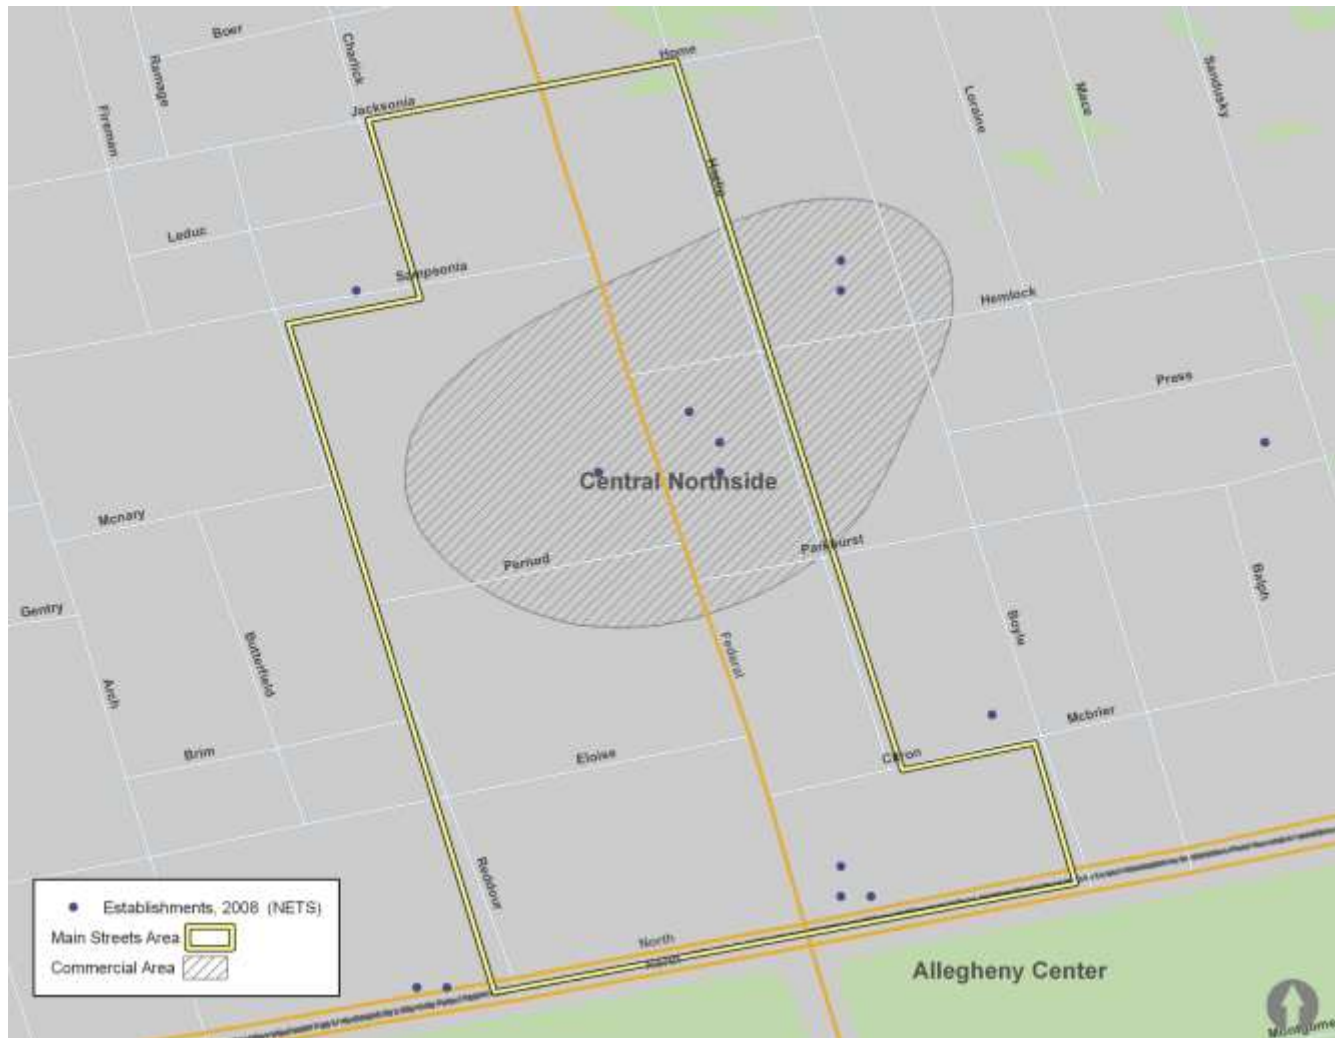 Boer
Charlick
Ramage
Home
Sandusky
Mace
Loraine
Jacksonia
Fireman
Leduc
Sampsonia
Hemlock
Press
Central Northside
Mcnary
Parkhurst
Pernod
Balph
Gentry
Boyle
Butterfield
Federal
Arch
Mcbrier
Brim
Eloise
Caron
Reddour
Establishments, 2008 (NETS)
Main Streets Area
Commercial Area
North
Allegheny Center